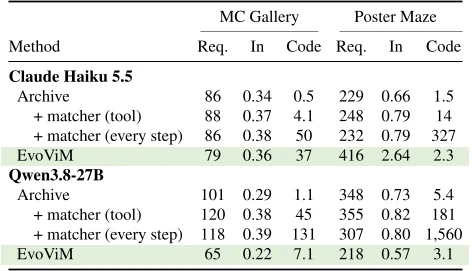 MC Gallery Poster Maze
Method Req. In Code Req. In Code
Claude Haiku 5.5
Archive 86 0.34 0.5 229 0.66 1.5
+ matcher (tool) 88 0.37 4.1 248 0.79 14
+ matcher (every step) 86 0.38 50 232 0.79 327
EvoViM 79 0.36 37 416 2.64 2.3
Qwen3.8-27B
Archive 101 0.29 1.1 348 0.73 5.4
+ matcher (tool) 120 0.38 45 355 0.82 181
+ matcher (every step) 118 0.39 131 307 0.80 1,560
EvoViM 65 0.22 7.1 218 0.57 3.1